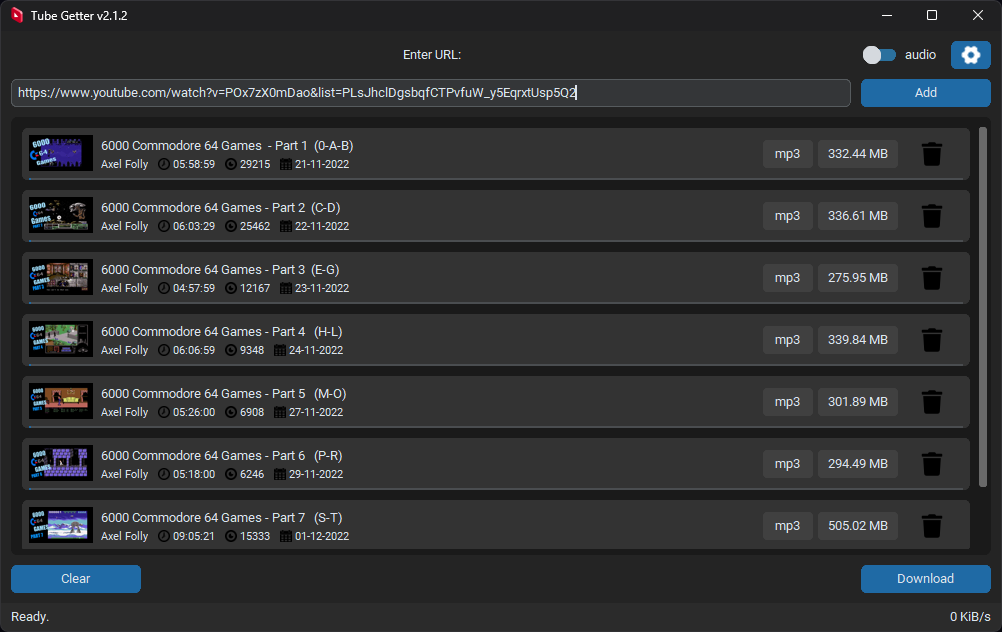 Tube Getter v2.1.2
Enter URL:
audio
https://www.youtube.com/watch?v=POx7zX0mDao&list=PLsJhclDgsbqfCTPvfuW_y5EqrxtUsp5Q2
Add
6000 Commodore 64 Games - Part 1 (0-A-B)
Axel Folly 05:58:59 29215 21-11-2022
mp3 332.44 MB
6000 Commodore 64 Games - Part 2 (C-D)
Axel Folly 06:03:29 25462 22-11-2022
mp3 336.61 MB
6000 Commodore 64 Games - Part 3 (E-G)
Axel Folly 04:57:59 12167 23-11-2022
mp3 275.95 MB
6000 Commodore 64 Games - Part 4 (H-L)
Axel Folly 06:06:59 9348 24-11-2022
mp3 339.84 MB
6000 Commodore 64 Games - Part 5 (M-O)
Axel Folly 05:26:00 6908 27-11-2022
mp3 301.89 MB
6000 Commodore 64 Games - Part 6 (P-R)
Axel Folly 05:18:00 6246 29-11-2022
mp3 294.49 MB
6000 Commodore 64 Games - Part 7 (S-T)
Axel Folly 09:05:21 15333 01-12-2022
mp3 505.02 MB
Clear
Download
Ready.
0 KiB/s